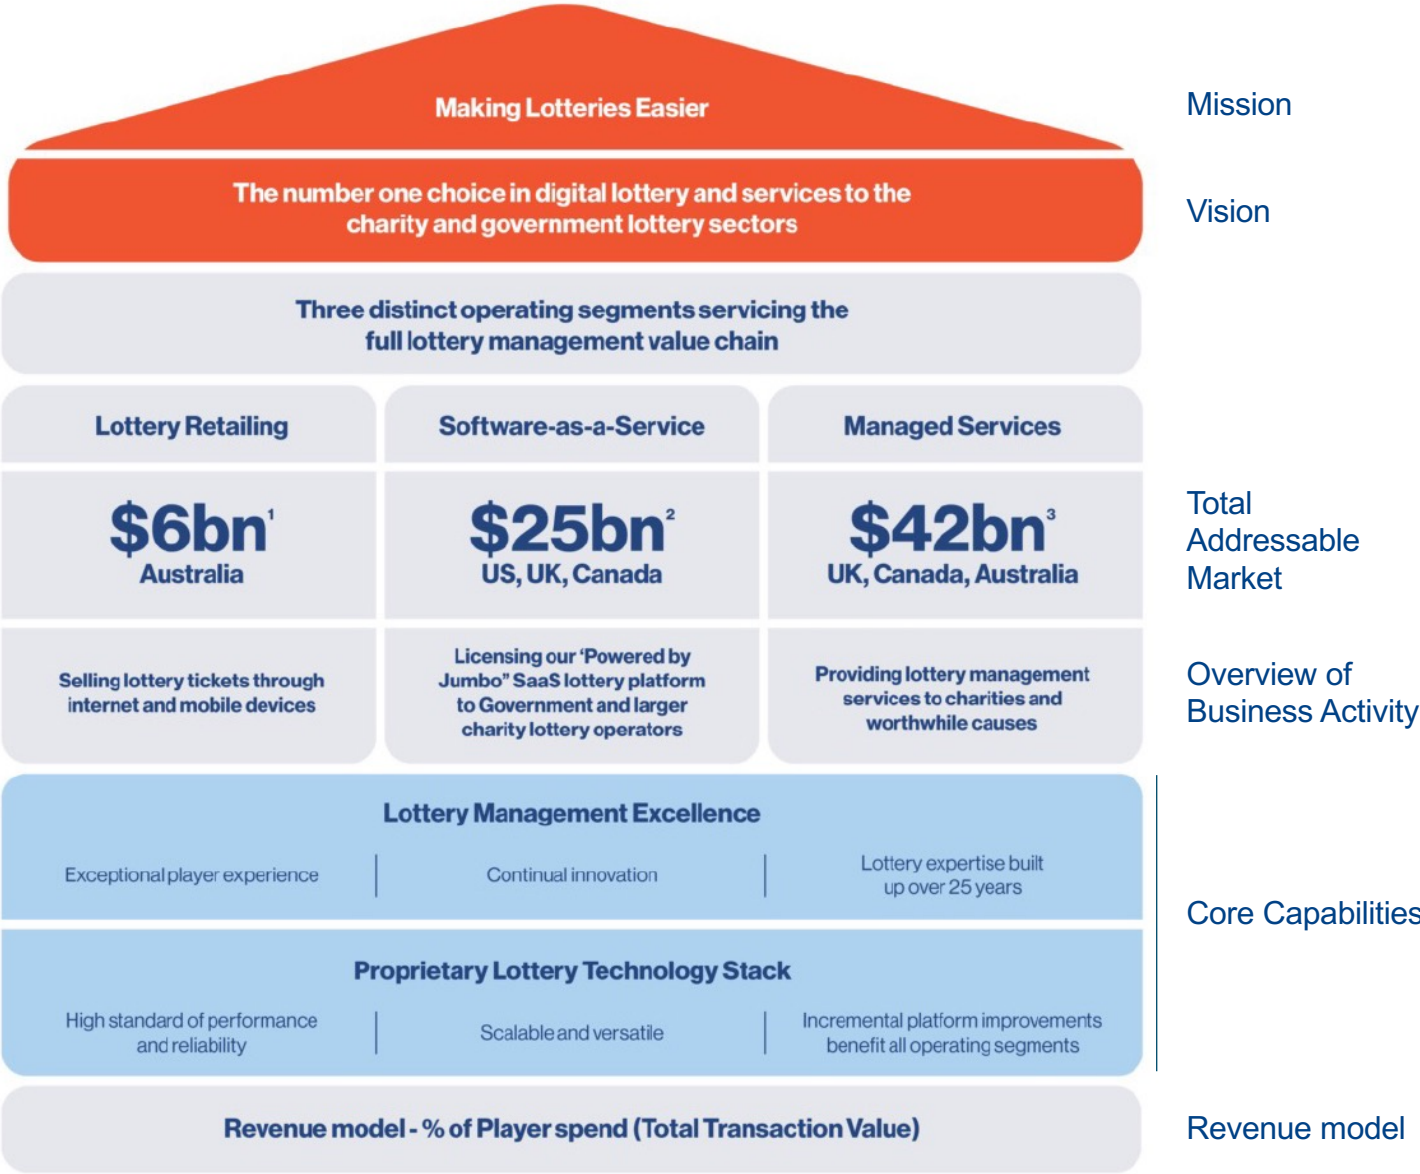 Making Lotteries Easier
Mission
The number one choice in digital lottery and services to the
charity and government lottery sectors
Vision
Three distinct operating segments servicing the
full lottery management value chain
Lottery Retailing
Software-as-a-Service
Managed Services
$6bn¹
Australia
$25bn²
US, UK, Canada
$42bn³
UK, Canada, Australia
Total
Addressable
Market
Selling lottery tickets through
internet and mobile devices
Licensing our ‘Powered by
Jumbo” SaaS lottery platform
to Government and larger
charity lottery operators
Providing lottery management
services to charities and
worthwhile causes
Overview of
Business Activity
Lottery Management Excellence
Exceptional player experience
Continual innovation
Lottery expertise built
up over 25 years
Core Capabilities
Proprietary Lottery Technology Stack
High standard of performance
and reliability
Scalable and versatile
Incremental platform improvements
benefit all operating segments
Revenue model - % of Player spend (Total Transaction Value)
Revenue model